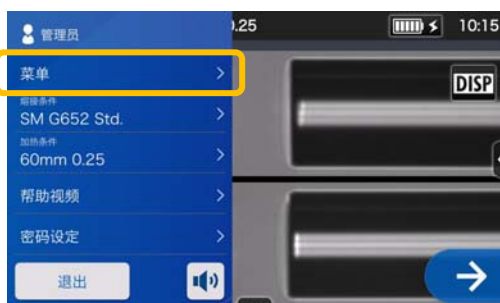 管理员
.25
10:15
菜单
DISP
熔接条件
SM G652 Std.
加热条件
60mm 0.25
帮助视频
密码设定
退出